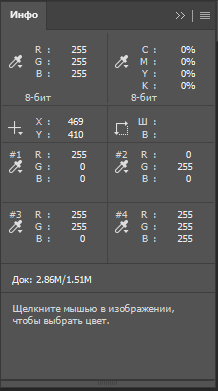 Инфо
R : 255 C : 0%
G : 255 M : 0%
B : 255 Y : 0%
K : 0%
8-бит 8-бит
X : 469 Ш :
Y : 410 В :
#1 R : 255 #2 R : 0
G : 0 G : 255
B : 0 B : 0
#3 R : 255 #4 R : 255
G : 255 G : 255
B : 0 B : 255
Док: 2.86M/1.51M
Щелкните мышью в изображении,
чтобы выбрать цвет.